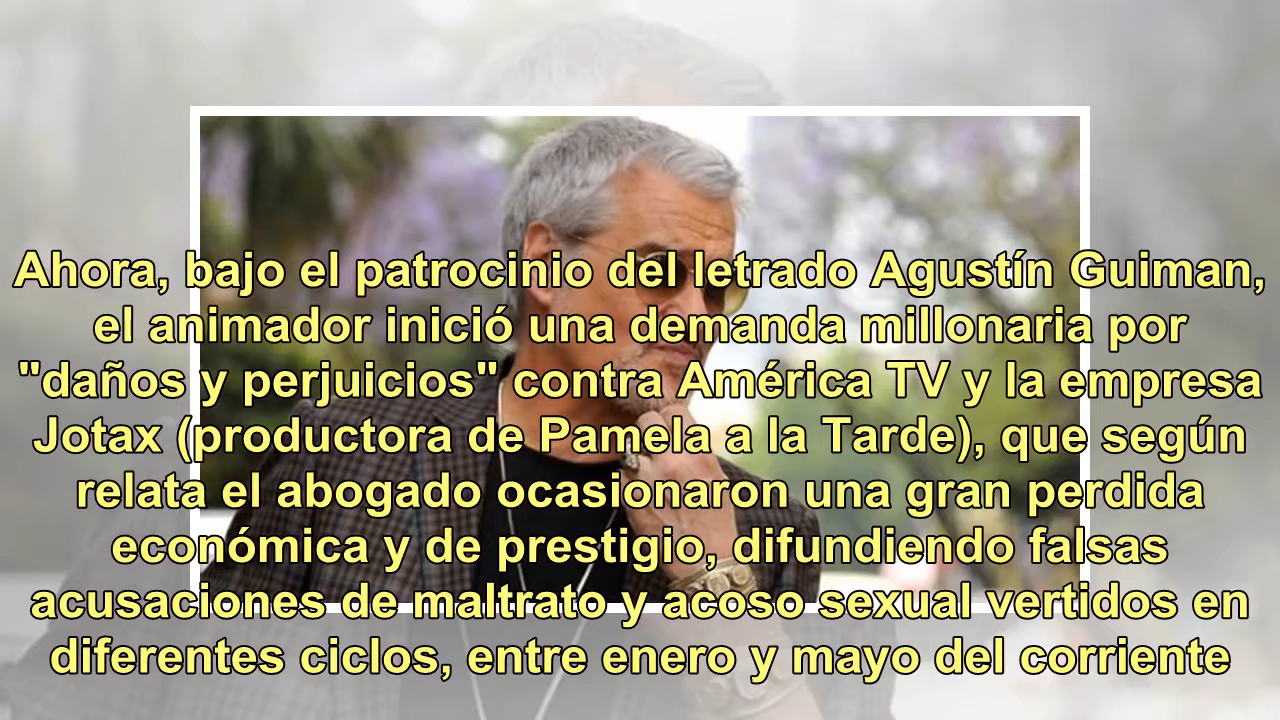 Ahora, bajo el patrocinio del letrado Agustín Guiman,
el animador inició una demanda millonaria por
"daños y perjuicios" contra América TV y la empresa
Jotax (productora de Pamela a la Tarde), que según
relata el abogado ocasionaron una gran perdida
económica y de prestigio, difundiendo falsas
acusaciones de maltrato y acoso sexual vertidos en
diferentes ciclos, entre enero y mayo del corriente